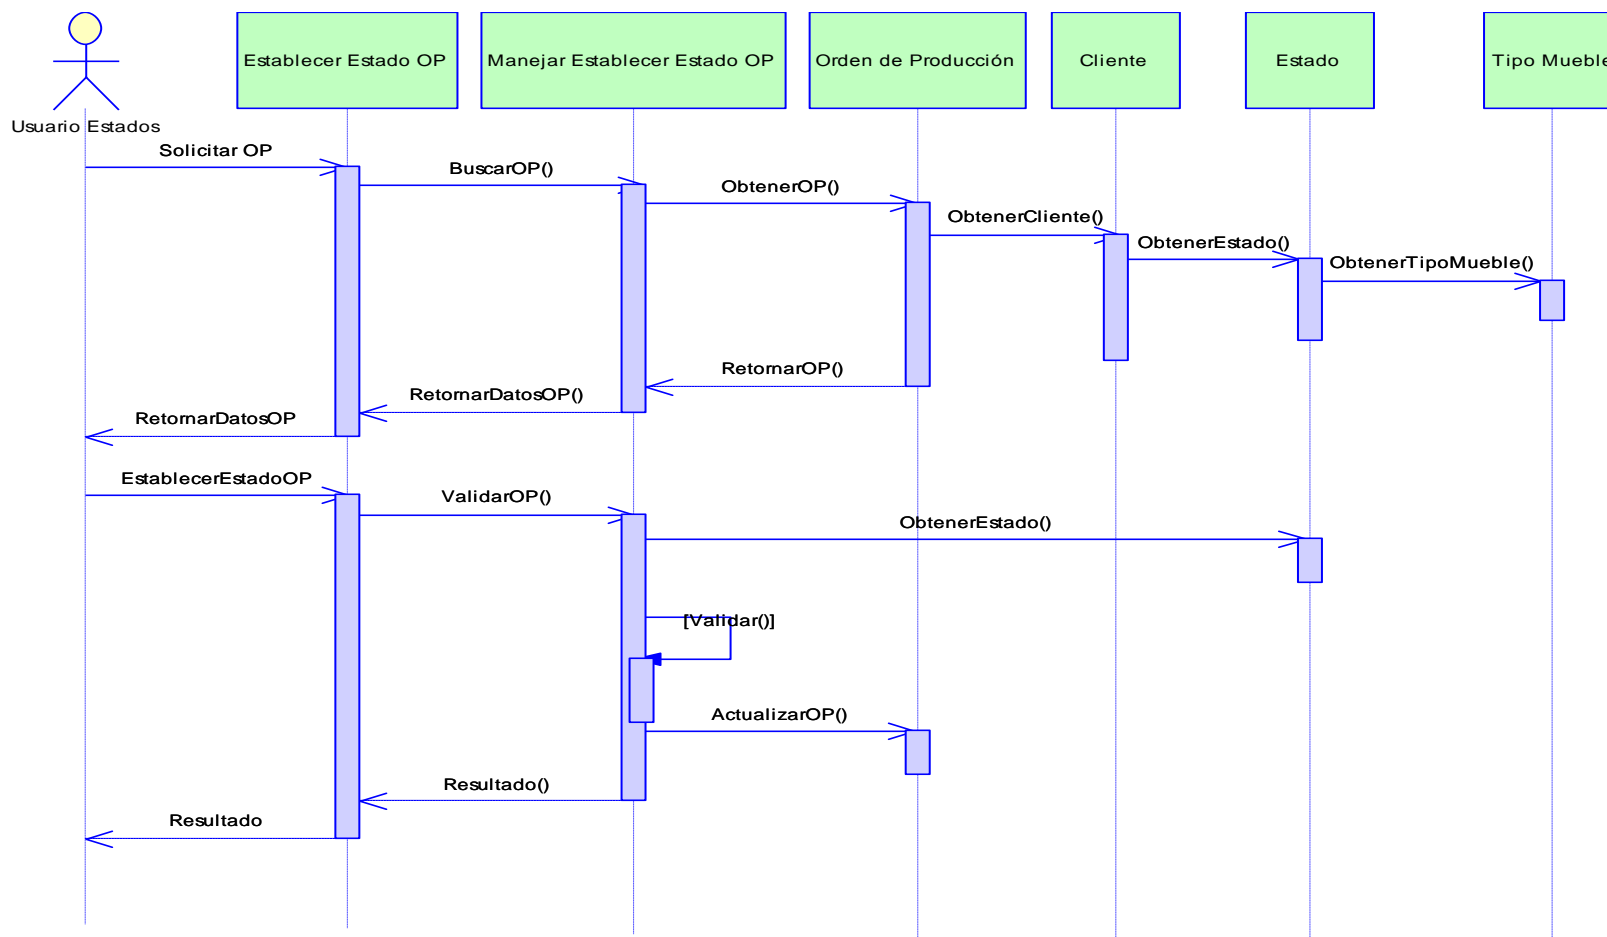 Establecer Estado OP
Manejar Establecer Estado OP
Orden de Producción
Cliente
Estado
Tipo Mueble
Usuario Estados
Solicitar OP
BuscarOP()
ObtenerOP()
ObtenerCliente()
ObtenerEstado()
ObtenerTipoMueble()
RetornarOP()
RetornarDatosOP()
RetornarDatosOP
EstablecerEstadoOP
ValidarOP()
ObtenerEstado()
[Validar()]
ActualizarOP()
Resultado()
Resultado